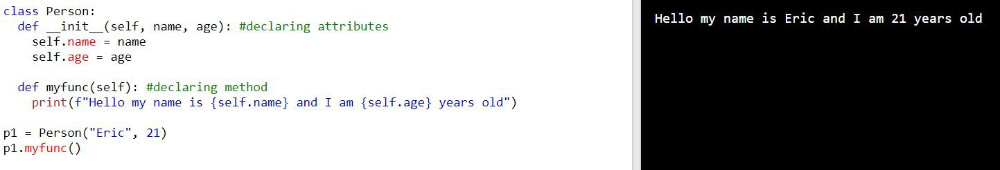 class Person:
  def __init__(self, name, age): #declaring attributes
    self.name = name
    self.age = age
  def myfunc(self): #declaring method
    print(f"Hello my name is {self.name} and I am {self.age} years old")
p1 = Person("Eric", 21)
p1.myfunc()
Hello my name is Eric and I am 21 years old